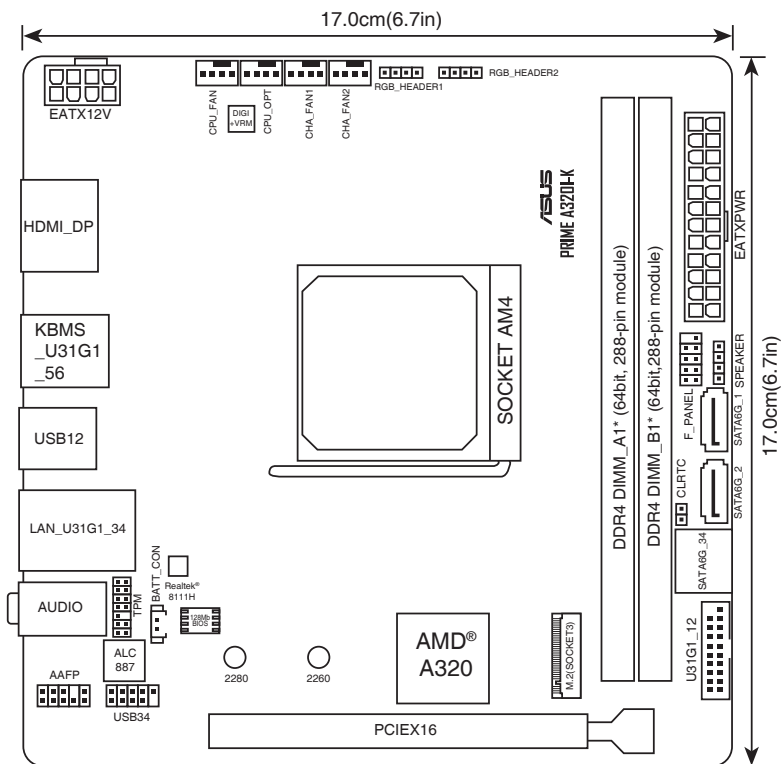 17.0cm(6.7in)
EATX12V
CPU_FAN
CPU_OPT
CHA_FAN1
CHA_FAN2
RGB_HEADER1
RGB_HEADER2
DIGI
+VRM
HDMI_DP
ASUS
PRIME A320I-K
EATXPWR
17.0cm(6.7in)
KBMS
_U31G1
_56
SOCKET AM4
DDR4 DIMM_A1* (64bit, 288-pin module)
DDR4 DIMM_B1* (64bit,288-pin module)
F_PANEL
SPEAKER
SATA6G_1
USB12
CLRTC
SATA6G_2
LAN_U31G1_34
SATA6G_34
BATT_CON
Realtek®
8111H
AUDIO
TPM
128Mb
BIOS
AMD®
A320
M.2(SOCKET3)
U31G1_12
ALC
887
2280
2260
AAFP
USB34
PCIEX16